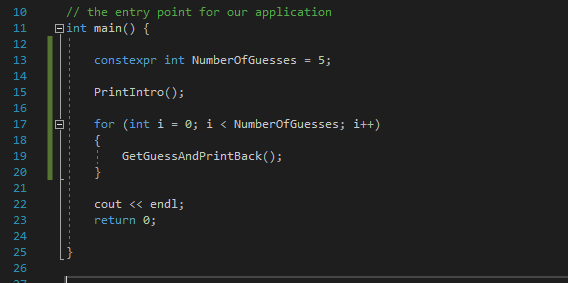 10 // the entry point for our application
11 int main() {
12
13 constexpr int NumberOfGuesses = 5;
14
15 PrintIntro();
16
17 for (int i = 0; i < NumberOfGuesses; i++)
18 {
19 GetGuessAndPrintBack();
20 }
21
22 cout << endl;
23 return 0;
24
25 }
26
27